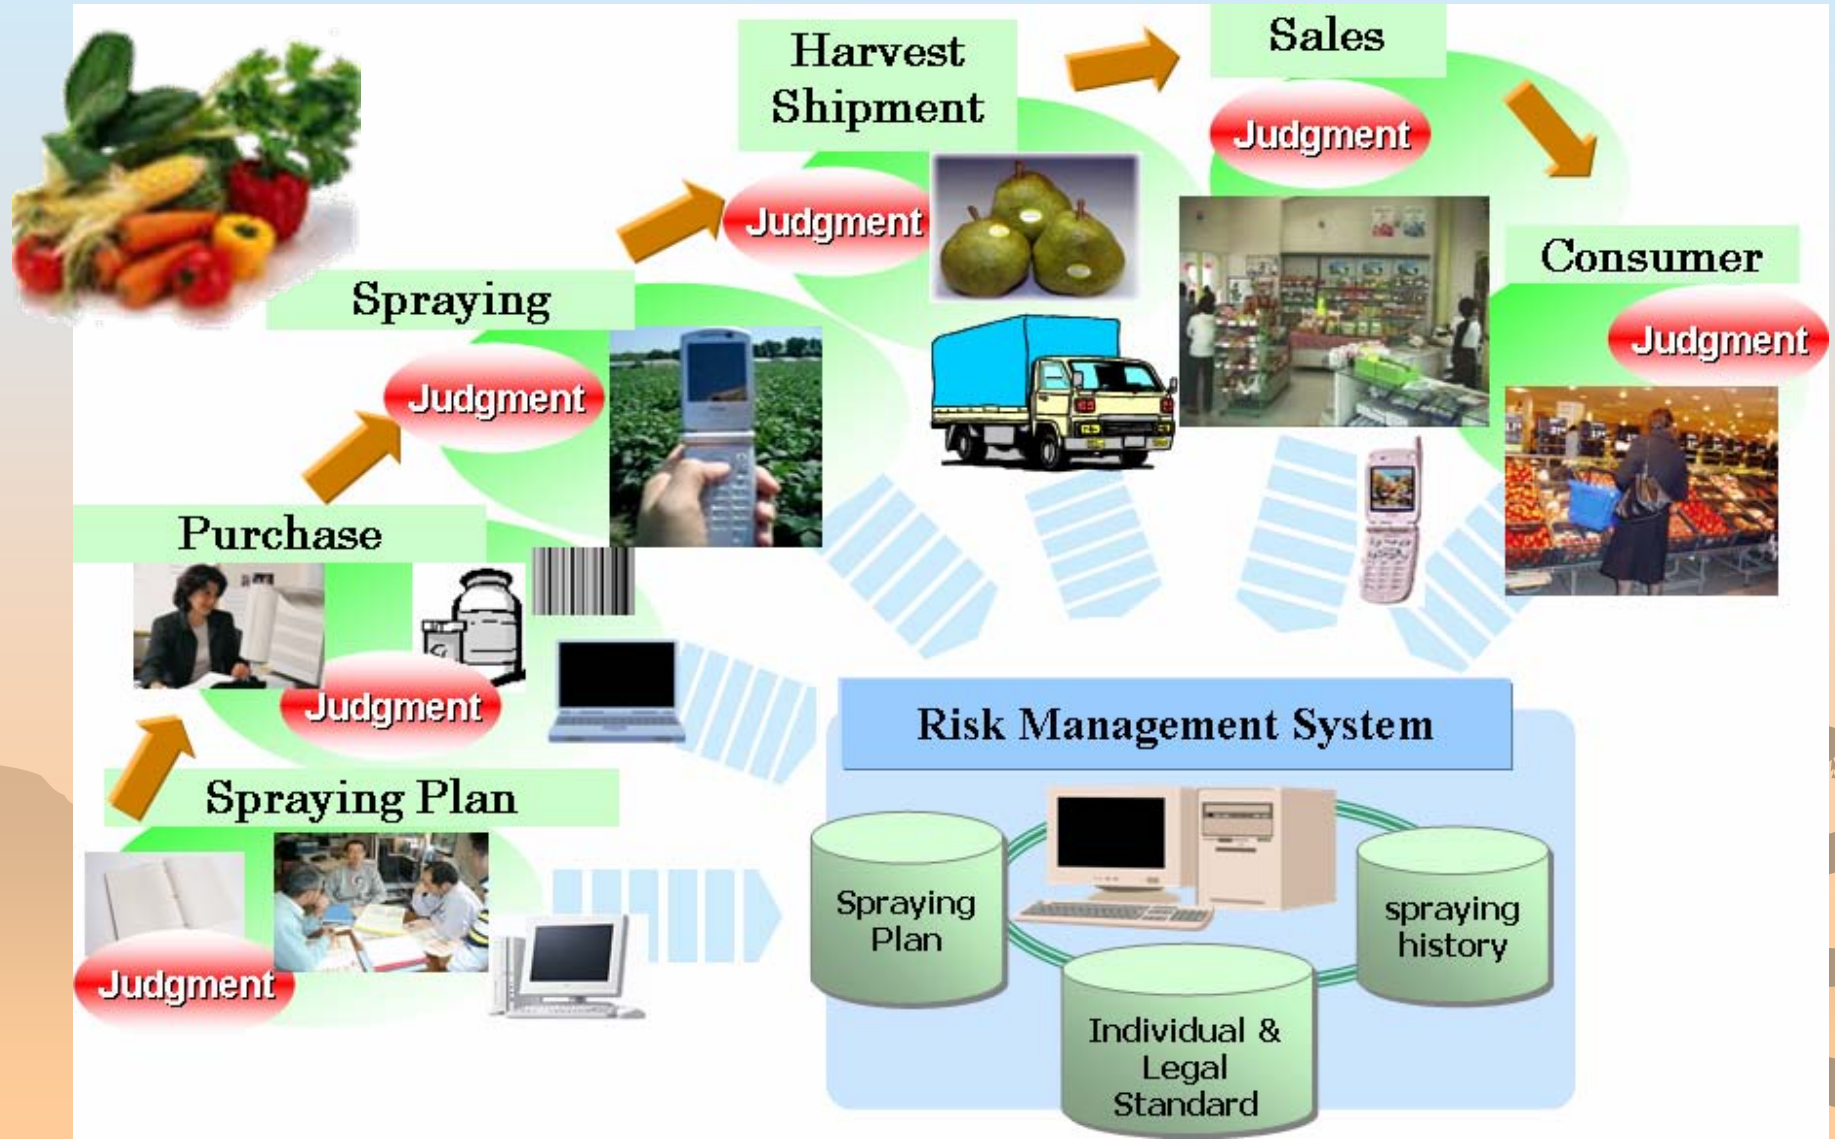 Harvest
Shipment
Judgment
Sales
Judgment
Consumer
Judgment
Spraying
Judgment
Purchase
Judgment
Spraying Plan
Judgment
Risk Management System
Spraying
Plan
spraying
history
Individual &
Legal
Standard